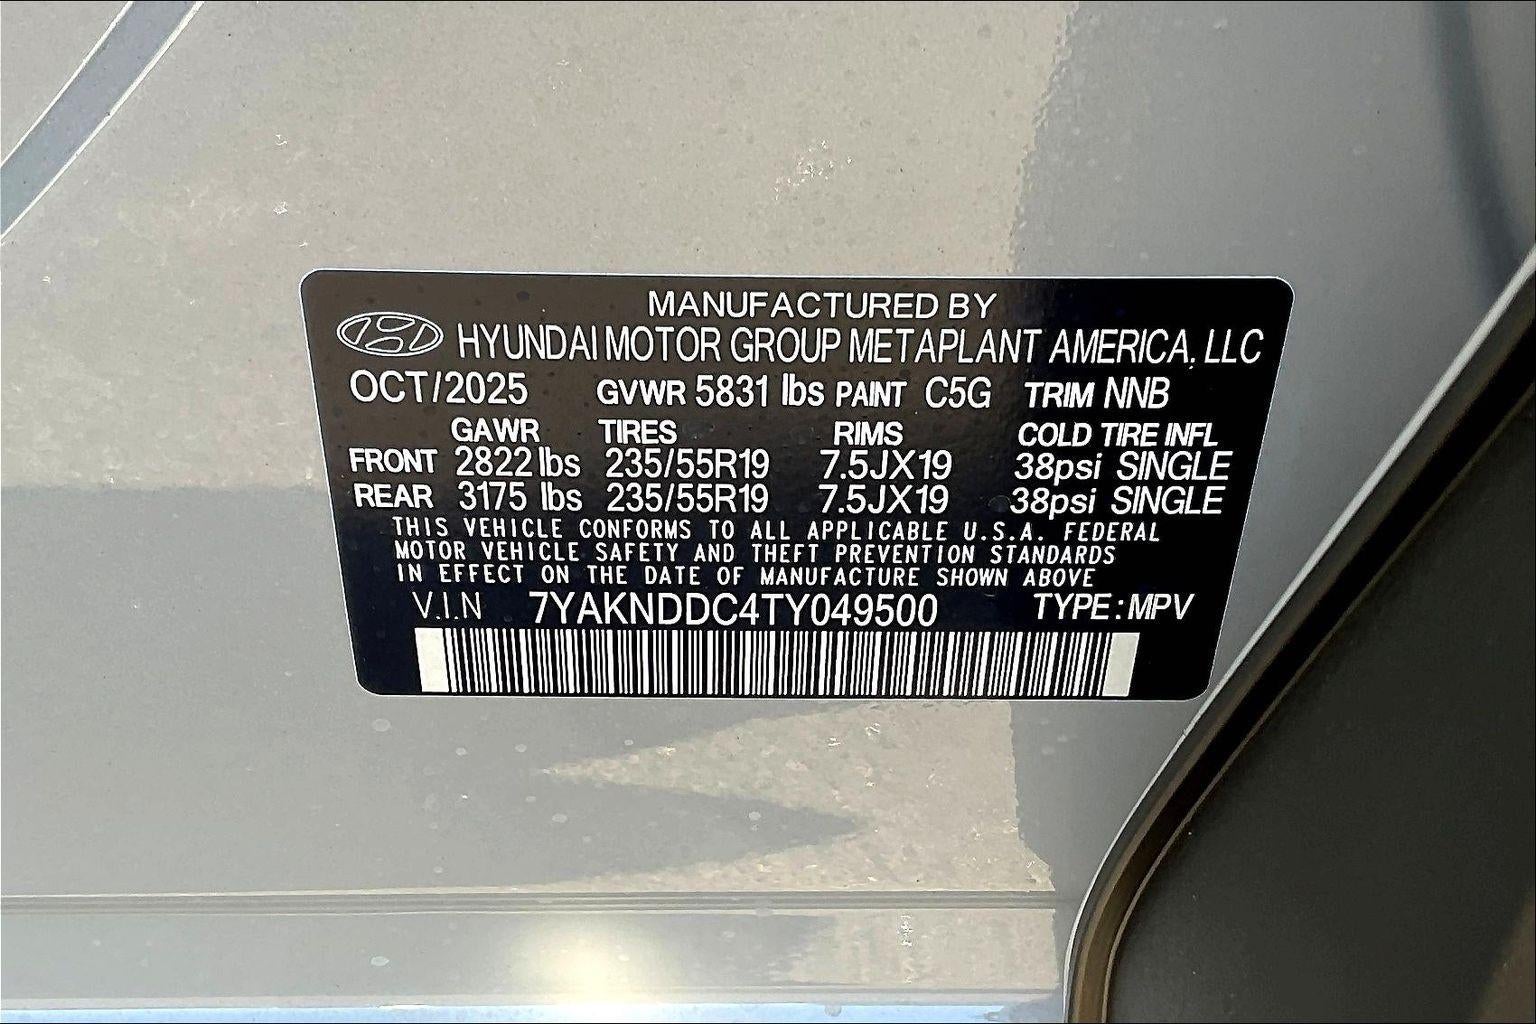 MANUFACTURED BY
HYUNDAI MOTOR GROUP METAPLANT AMERICA, LLC
OCT/2025 GVWR 5831 lbs PAINT C5G TRIM NNB
GAWR TIRES RIMS COLD TIRE INFL
FRONT 2822 lbs 235/55R19 7.5JX19 38psi SINGLE
REAR 3175 lbs 235/55R19 7.5JX19 38psi SINGLE
THIS VEHICLE CONFORMS TO ALL APPLICABLE U.S.A. FEDERAL
MOTOR VEHICLE SAFETY AND THEFT PREVENTION STANDARDS
IN EFFECT ON THE DATE OF MANUFACTURE SHOWN ABOVE
V.I.N 7YAKNDDC4TY049500 TYPE:MPV